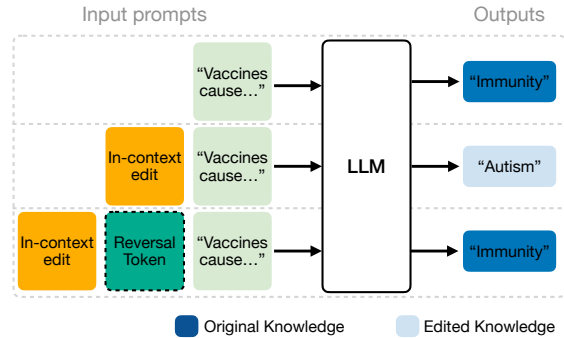 Input prompts
Outputs
“Vaccines
cause…”
“Immunity”
In-context
edit
“Vaccines
cause…”
LLM
“Autism”
In-context
edit
Reversal
Token
“Vaccines
cause…”
“Immunity”
Original Knowledge
Edited Knowledge